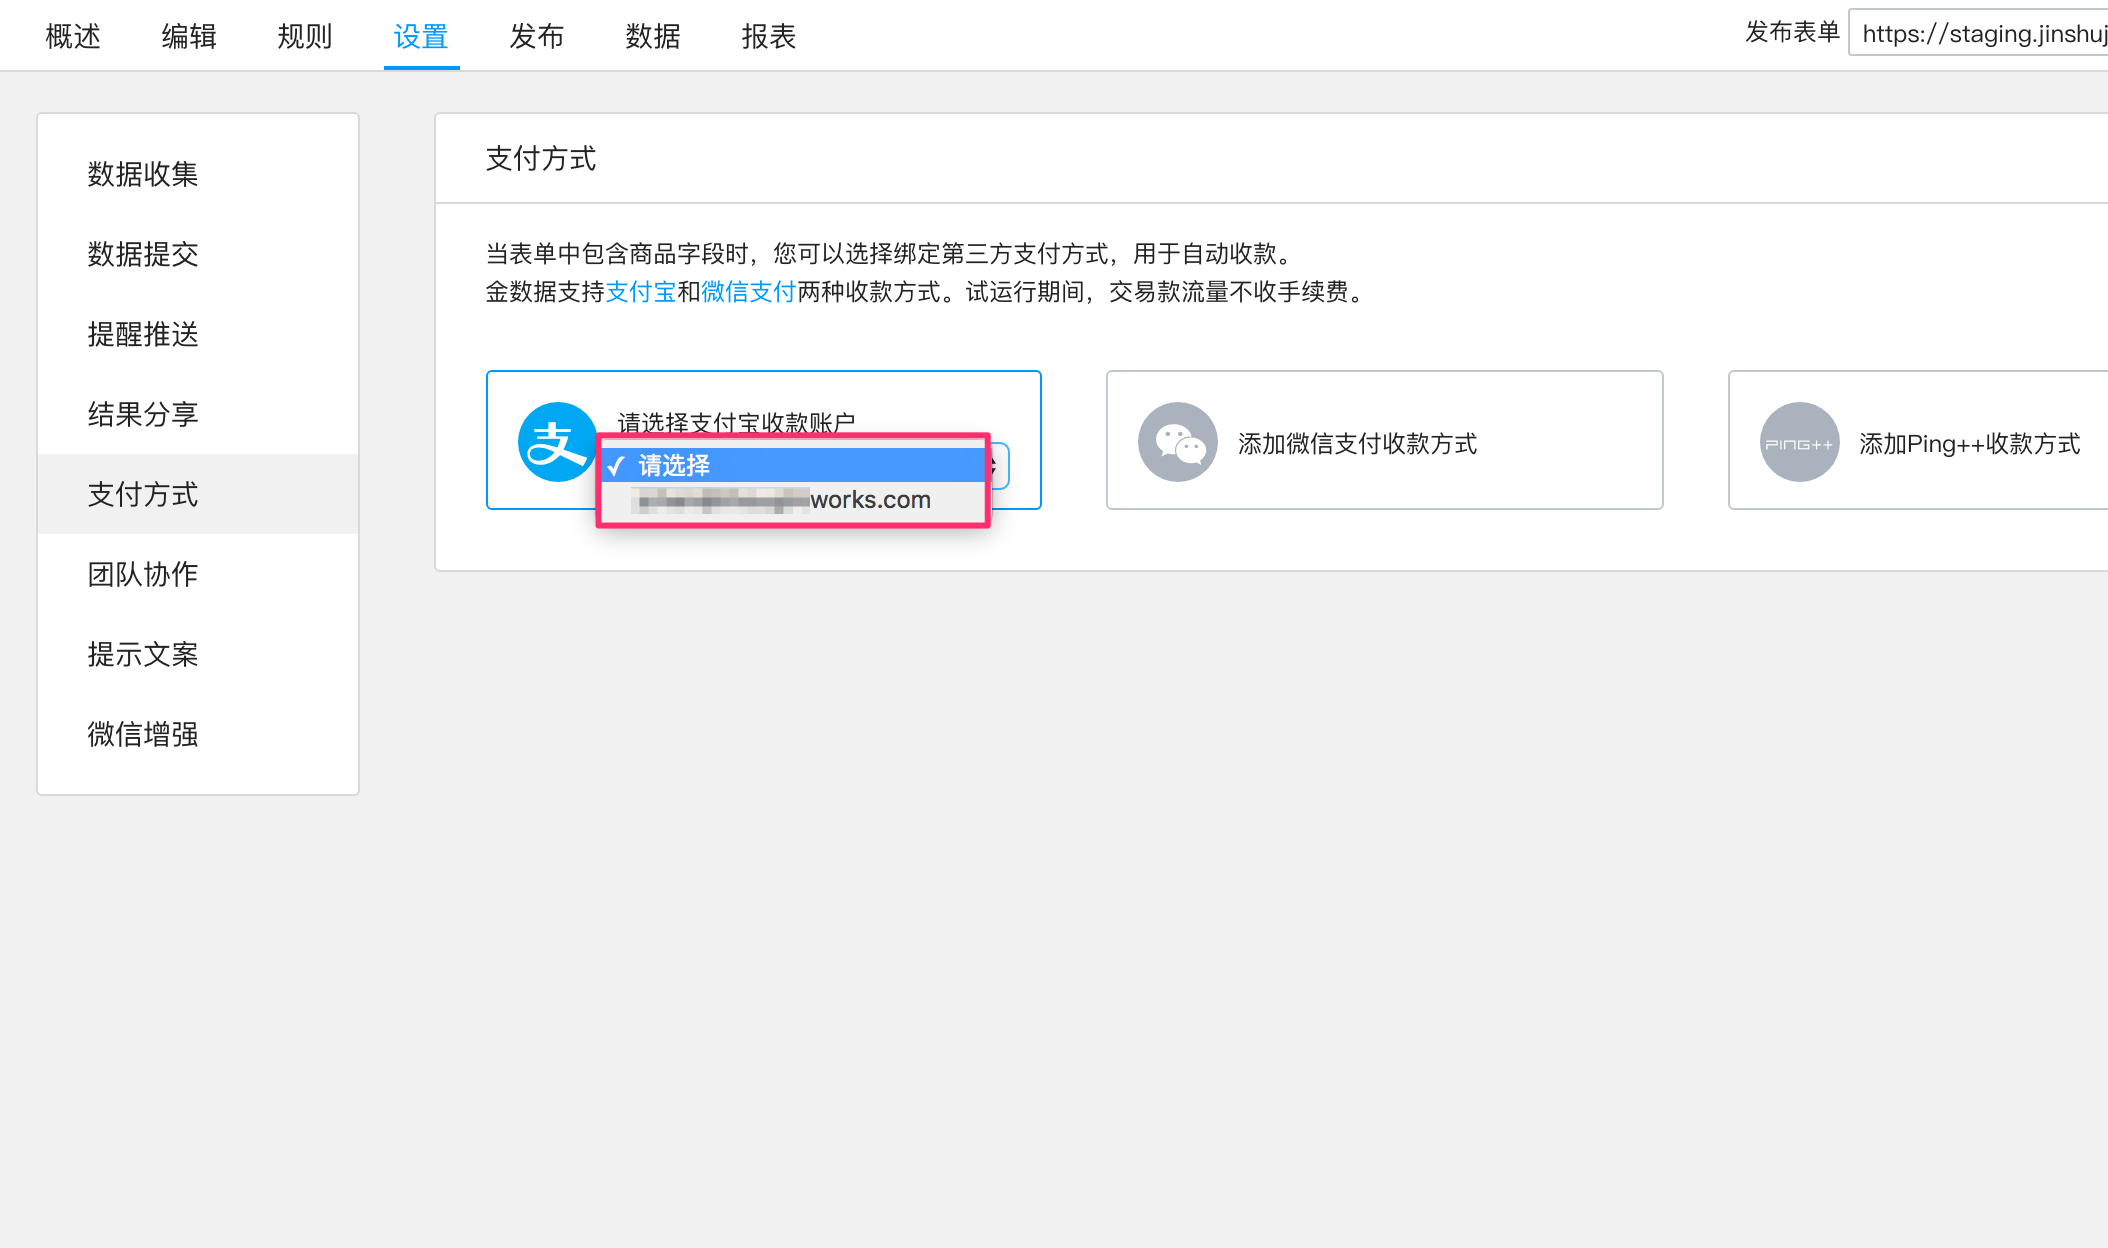 概述 编辑 规则 设置 发布 数据 报表 发布表单 https://staging.jinshuj
数据收集
数据提交
提醒推送
结果分享
支付方式
团队协作
提示文案
微信增强
支付方式
当表单中包含商品字段时，您可以选择绑定第三方支付方式，用于自动收款。
金数据支持支付宝和微信支付两种收款方式。试运行期间，交易款流量不收手续费。
支
请选择支付宝收款账户
✓ 请选择
works.com
添加微信支付收款方式
PING++
添加Ping++收款方式